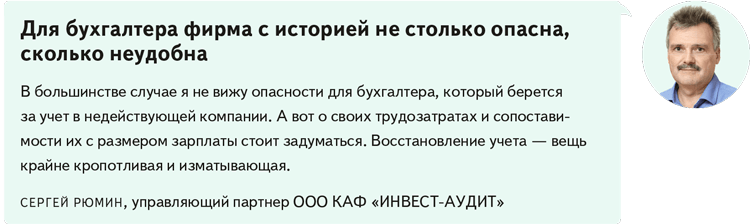 Для бухгалтера фирма с историей не столько опасна,
сколько неудобна
В большинстве случае я не вижу опасности для бухгалтера, который берется
за учет в недействующей компании. А вот о своих трудозатратах и сопостави-
мости их с размером зарплаты стоит задуматься. Восстановление учета — вещь
крайне кропотливая и изматывающая.
СЕРГЕЙ РЮМИН, управляющий партнер ООО КАФ «ИНВЕСТ-АУДИТ»